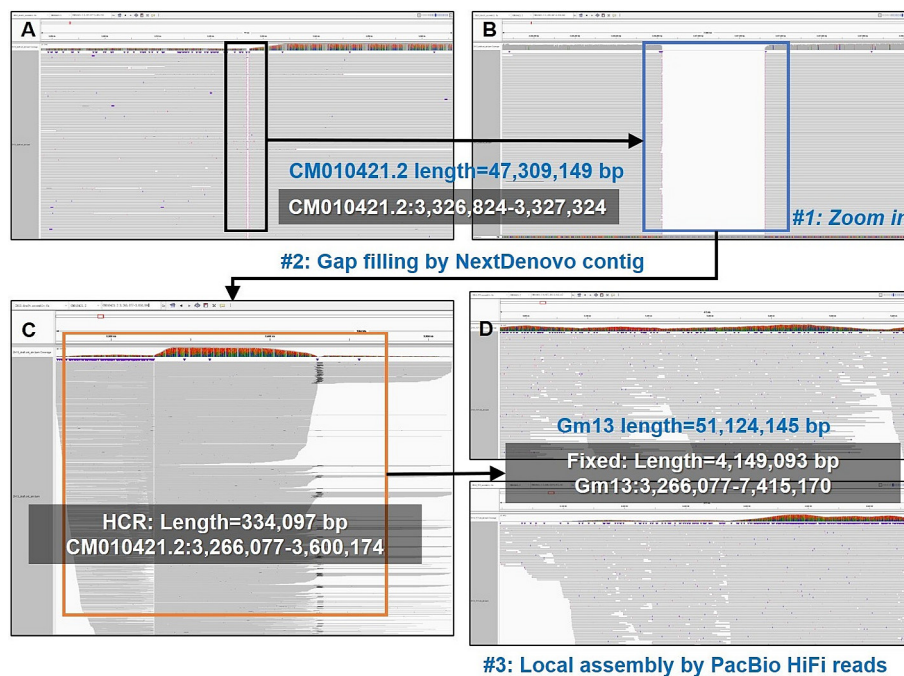 A
B
CM010421.2 length=47,309,149 bp
CM010421.2:3,326,824-3,327,324
#1: Zoom in
#2: Gap filling by NextDenovo contig
C
D
Gm13 length=51,124,145 bp
Fixed: Length=4,149,093 bp
Gm13:3,266,077-7,415,170
HCR: Length=334,097 bp
CM010421.2:3,266,077-3,600,174
#3: Local assembly by PacBio HiFi reads